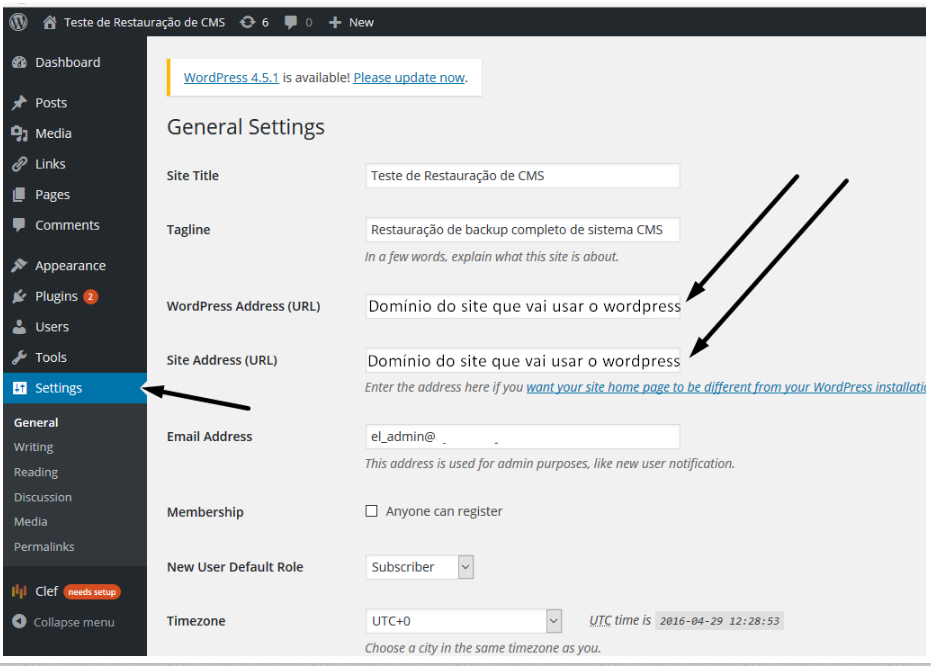 Teste de Restauração de CMS 6 0 + New
Dashboard
Posts
Media
Links
Pages
Comments
Appearance
Plugins 2
Users
Tools
Settings
General
Writing
Reading
Discussion
Media
Permalinks
Clef needs setup
Collapse menu
WordPress 4.5.1 is available! Please update now.
General Settings
Site Title Teste de Restauração de CMS
Tagline Restauração de backup completo de sistema CMS
In a few words, explain what this site is about.
WordPress Address (URL) Domínio do site que vai usar o wordpress
Site Address (URL) Domínio do site que vai usar o wordpress
Enter the address here if you want your site home page to be different from your WordPress
Email Address el_admin@
This address is used for admin purposes, like new user notification.
Membership Anyone can register
New User Default Role Subscriber
Timezone UTC+0 UTC time is 2016-04-29 12:28:53
Choose a city in the same timezone as you.